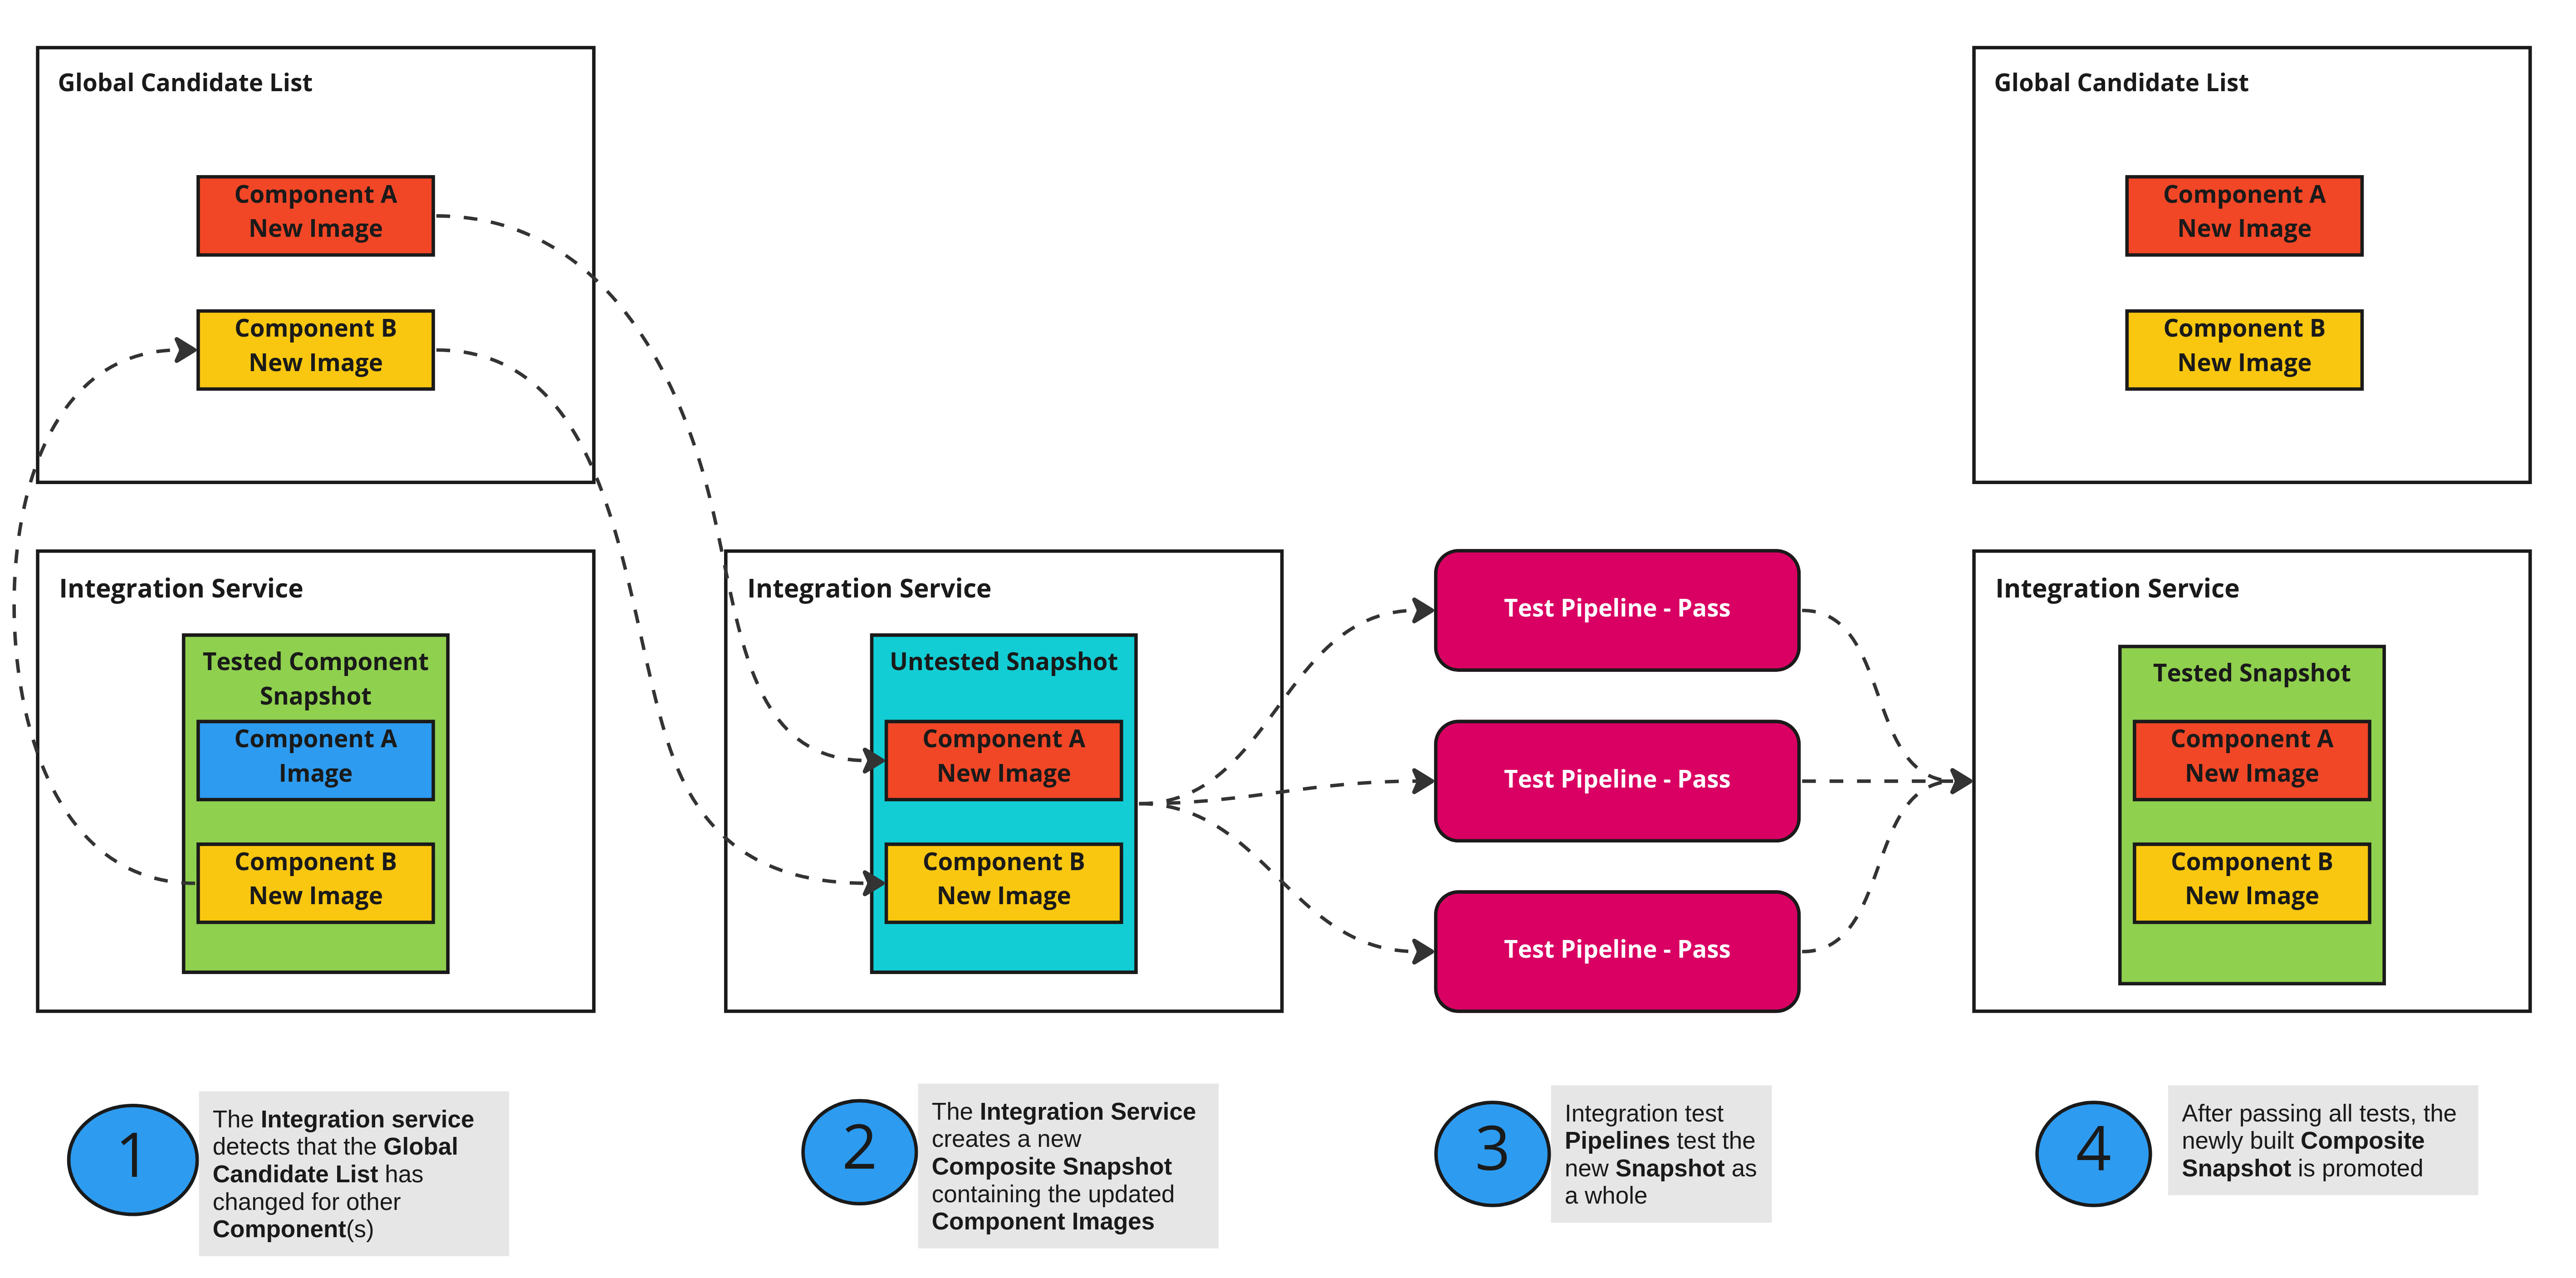 Global Candidate List
Component A
New Image
Component B
New Image
Integration Service
Tested Component
Snapshot
Component A
Image
Component B
New Image
Integration Service
Untested Snapshot
Component A
New Image
Component B
New Image
Test Pipeline - Pass
Test Pipeline - Pass
Test Pipeline - Pass
Global Candidate List
Component A
New Image
Component B
New Image
Integration Service
Tested Snapshot
Component A
New Image
Component B
New Image
1
The Integration service
detects that the Global
Candidate List has
changed for other
Component(s)
2
The Integration Service
creates a new
Composite Snapshot
containing the updated
Component Images
3
Integration test
Pipelines test the
new Snapshot as
a whole
4
After passing all tests, the
newly built Composite
Snapshot is promoted